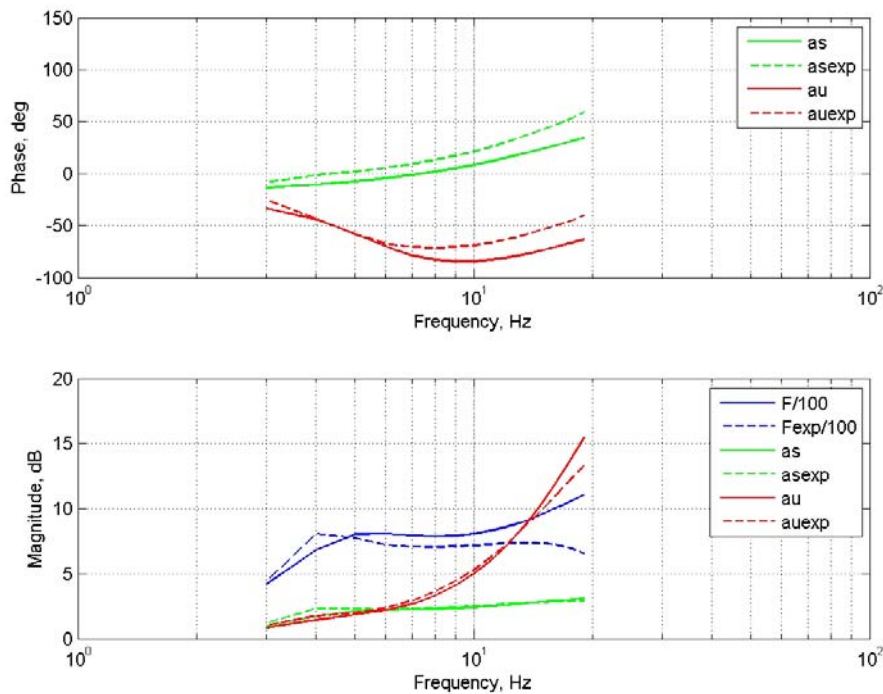 150
100
50
0
-50
-100
Phase, deg
10^0
10^1
10^2
Frequency, Hz
as
asexp
au
auexp
20
15
10
5
0
Magnitude, dB
10^0
10^1
10^2
Frequency, Hz
F/100
Fexp/100
as
asexp
au
auexp